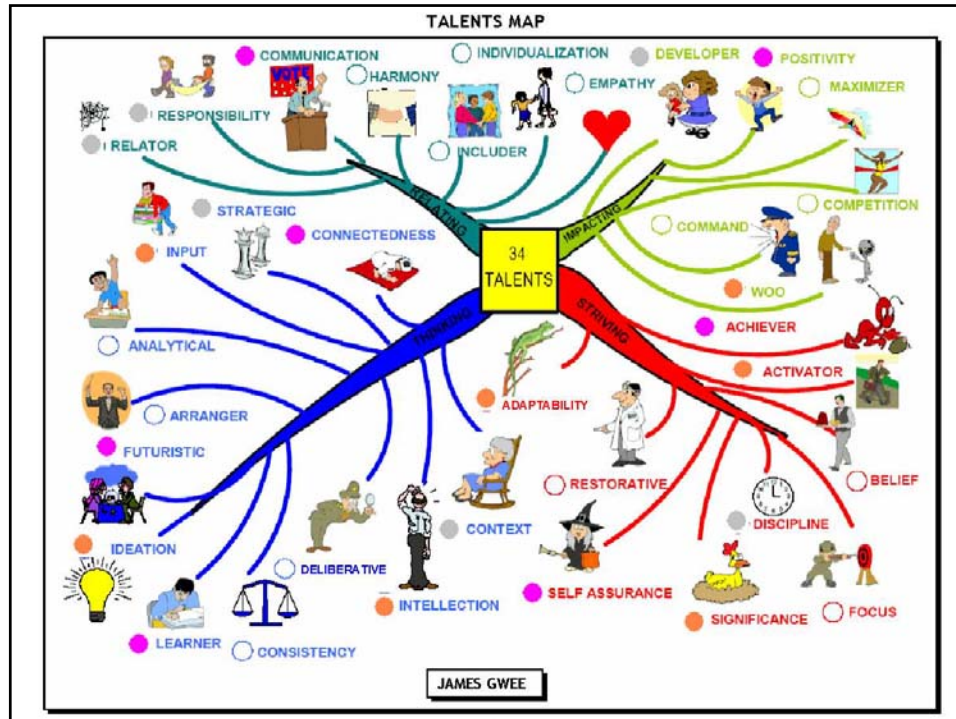 TALENTS MAP
COMMUNICATION
INDIVIDUALIZATION
DEVELOPER
POSITIVITY
VOTE
HARMONY
EMPATHY
MAXIMIZER
RESPONSIBILITY
INCLUDER
RELATOR
RELATING
IMPACTING
COMPETITION
STRATEGIC
COMMAND
CONNECTEDNESS
34
TALENTS
INPUT
WOO
THINKING
STRIVING
ACHIEVER
ANALYTICAL
ACTIVATOR
ADAPTABILITY
ARRANGER
FUTURISTIC
RESTORATIVE
BELIEF
CONTEXT
DISCIPLINE
IDEATION
DELIBERATIVE
INTELLECTION
SELF ASSURANCE
SIGNIFICANCE
FOCUS
LEARNER
CONSISTENCY
JAMES GWEE